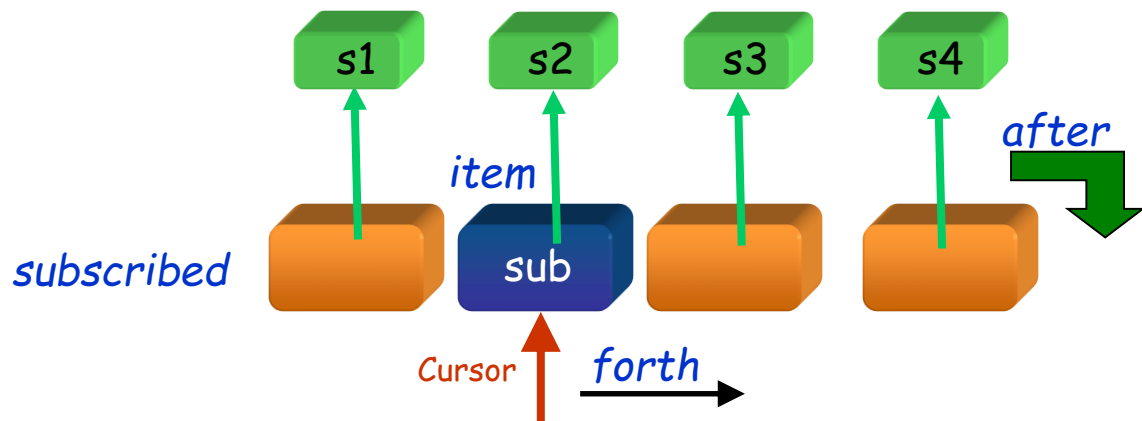 s1 s2 s3 s4
after
item
sub
subscribed
Cursor forth